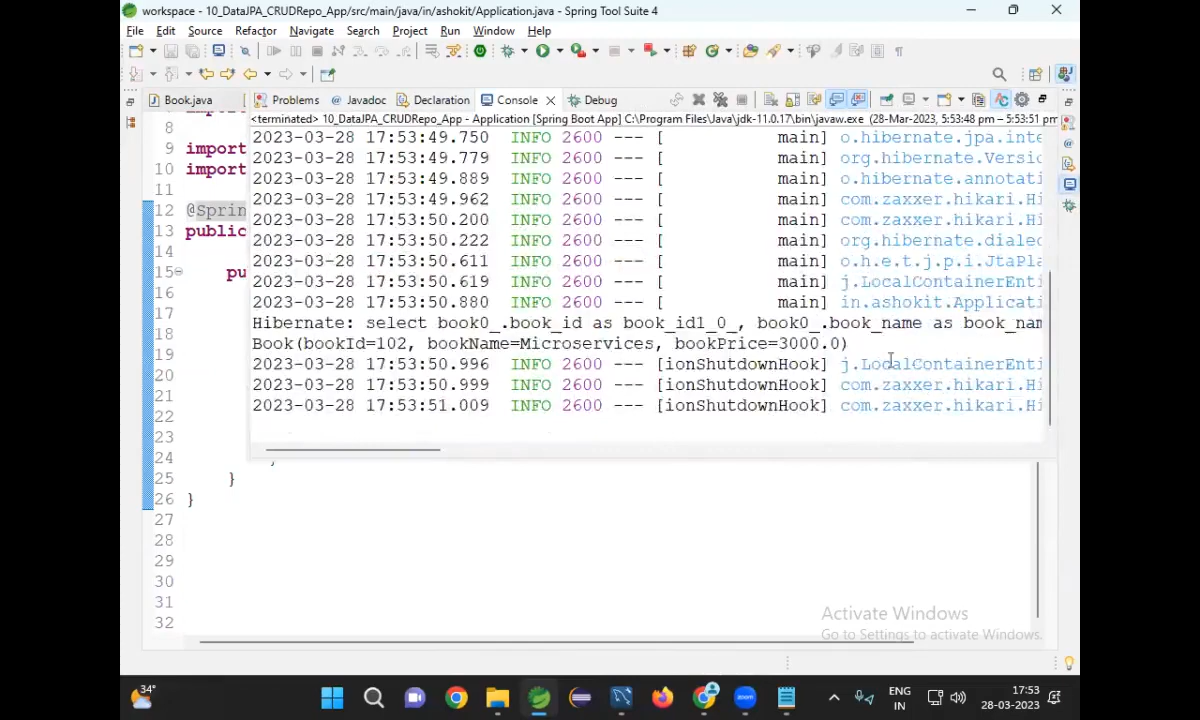 workspace - 10_DataJPA_CRUDRepo_App/src/main/java/in/ashokit/Application.java - Spring Tool Suite 4
File Edit Source Refactor Navigate Search Project Run Window Help
Book.java Problems @ Javadoc Declaration Console Debug
<terminated> 10_DataJPA_CRUDRepo_App - Application [Spring Boot App] C:\Program Files\Java\jdk-11.0.17\bin\javaw.exe (28-Mar-2023, 5:53:48 pm – 5:53:51 pm
8
2023-03-28 17:53:49.750 INFO 2600 --- [ main] o.hibernate.jpa.inte
9 import 2023-03-28 17:53:49.779 INFO 2600 --- [ main] org.hibernate.Versio
10 import 2023-03-28 17:53:49.889 INFO 2600 --- [ main] o.hibernate.annotati
11 2023-03-28 17:53:49.962 INFO 2600 --- [ main] com.zaxxer.hikari.Hi
12 @Sprin 2023-03-28 17:53:50.200 INFO 2600 --- [ main] com.zaxxer.hikari.Hi
13 public 2023-03-28 17:53:50.222 INFO 2600 --- [ main] org.hibernate.dialec
14 2023-03-28 17:53:50.611 INFO 2600 --- [ main] o.h.e.t.j.p.i.JtaPla
15 pu 2023-03-28 17:53:50.619 INFO 2600 --- [ main] j.LocalContainerEnti
16 2023-03-28 17:53:50.880 INFO 2600 --- [ main] in.ashokit.Applicati
17 Hibernate: select book0_.book_id as book_id1_0_, book0_.book_name as book_nam
18 Book(bookId=102, bookName=Microservices, bookPrice=3000.0)
19 2023-03-28 17:53:50.996 INFO 2600 --- [ionShutdownHook] j.LocalContainerEnti
20 2023-03-28 17:53:50.999 INFO 2600 --- [ionShutdownHook] com.zaxxer.hikari.Hi
21 2023-03-28 17:53:51.009 INFO 2600 --- [ionShutdownHook] com.zaxxer.hikari.Hi
22
23
24 }
25 }
26 }
27
28
29
30
31
32
Activate Windows
Go to Settings to activate Windows.
34° zoom ENG 17:53
IN 28-03-2023